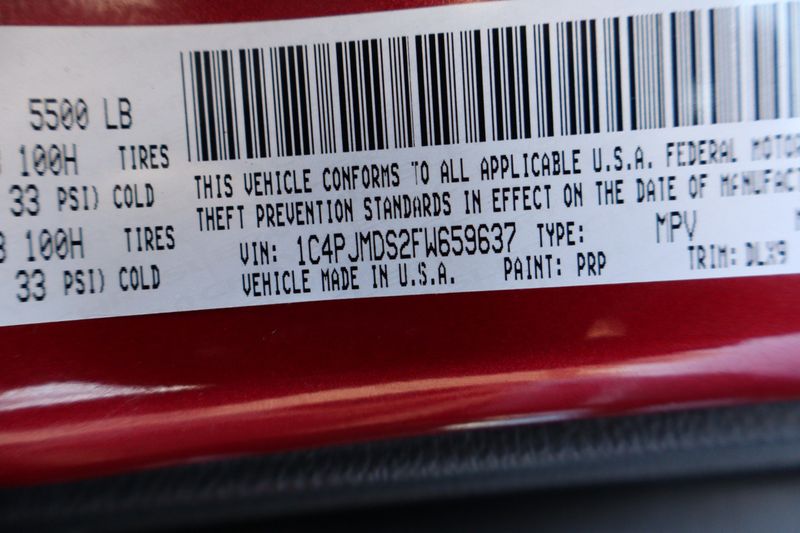 5500 LB
100H TIRES
33 PSI) COLD
100H TIRES
33 PSI) COLD
THIS VEHICLE CONFORMS TO ALL APPLICABLE U.S.A. FEDERAL MOTOR
THEFT PREVENTION STANDARDS IN EFFECT ON THE DATE OF MANUFACT
VIN: 1C4PJMDS2FW659637 TYPE: MPV
VEHICLE MADE IN U.S.A. PAINT: PRP TRIM: DLX9